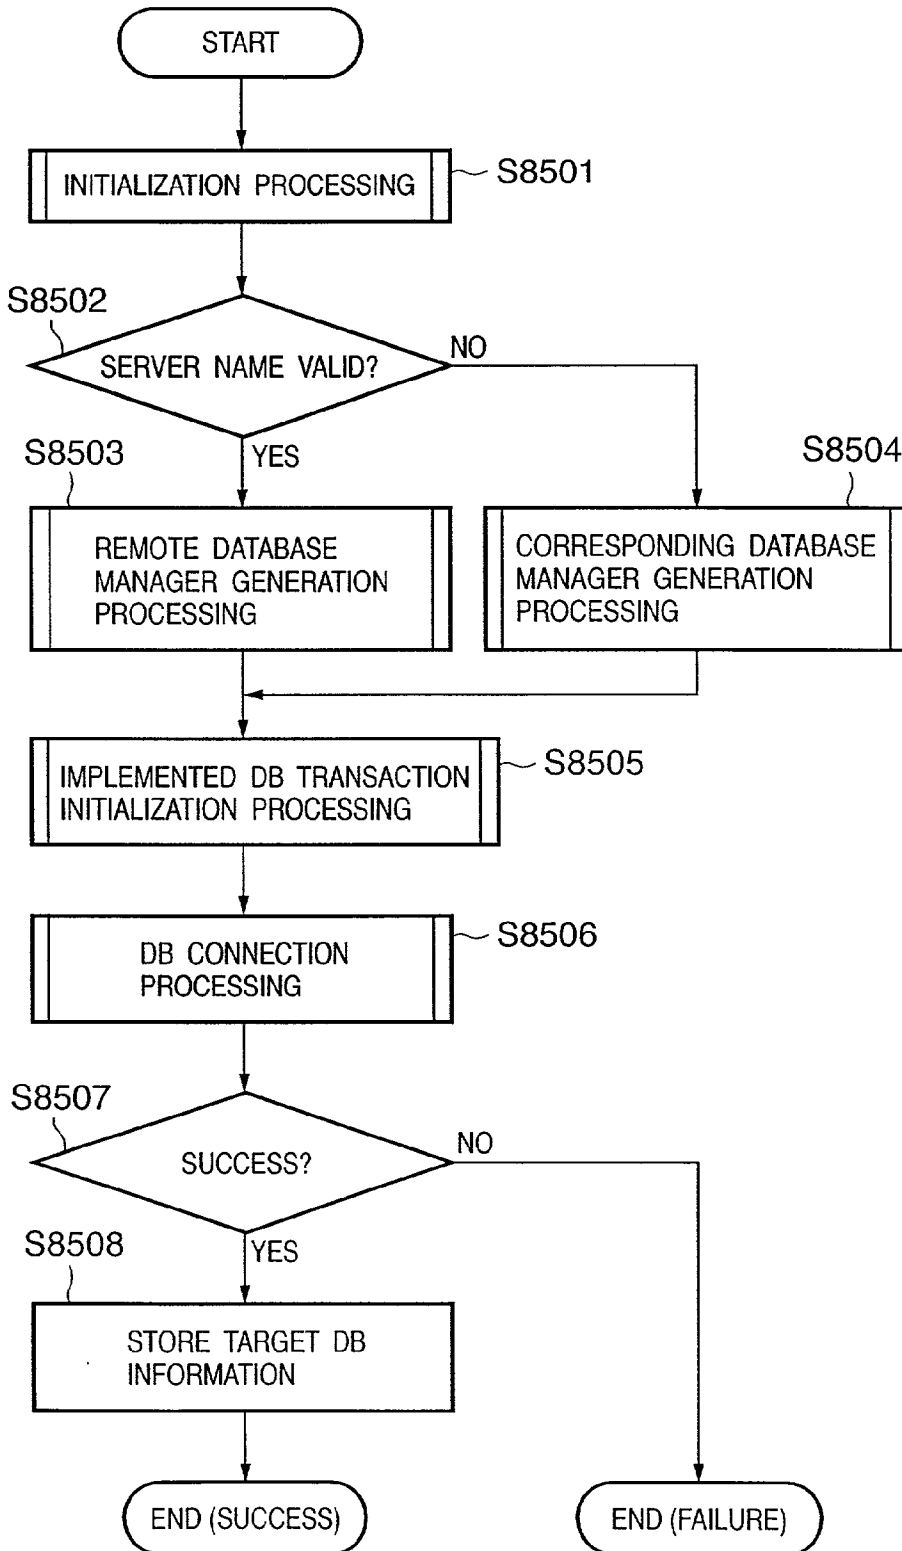 START
INITIALIZATION PROCESSING
S8501
S8502
SERVER NAME VALID?
NO
YES
S8503
REMOTE DATABASE
MANAGER GENERATION
PROCESSING
S8504
CORRESPONDING DATABASE
MANAGER GENERATION
PROCESSING
IMPLEMENTED DB TRANSACTION
INITIALIZATION PROCESSING
S8505
DB CONNECTION
PROCESSING
S8506
S8507
SUCCESS?
NO
YES
S8508
STORE TARGET DB
INFORMATION
END (SUCCESS)
END (FAILURE)